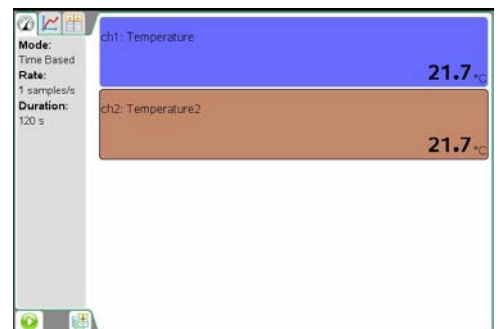 Mode:
Time Based
Rate:
1 samples/s
Duration:
120 s
ch1: Temperature
21.7 °C
ch2: Temperature2
21.7 °C